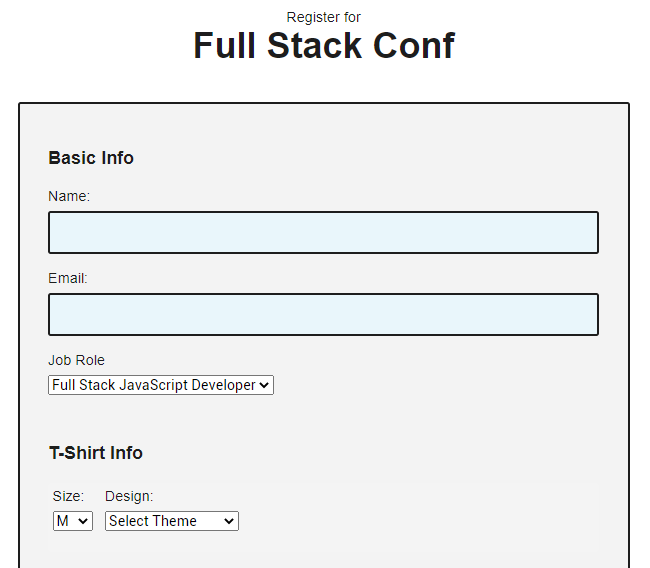 Register for
Full Stack Conf
Basic Info
Name:
Email:
Job Role
Full Stack JavaScript Developer
T-Shirt Info
Size: Design:
M Select Theme